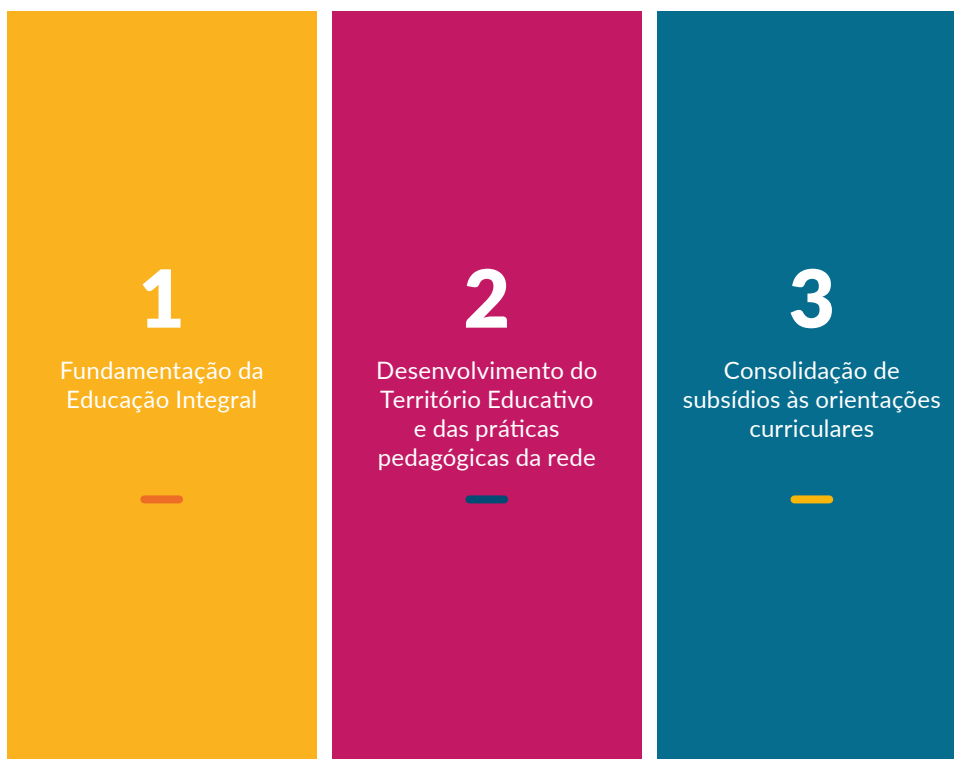 1
Fundamentação da
Educação Integral
2
Desenvolvimento do
Território Educativo
e das práticas
pedagógicas da rede
3
Consolidação de
subsídios às orientações
curriculares